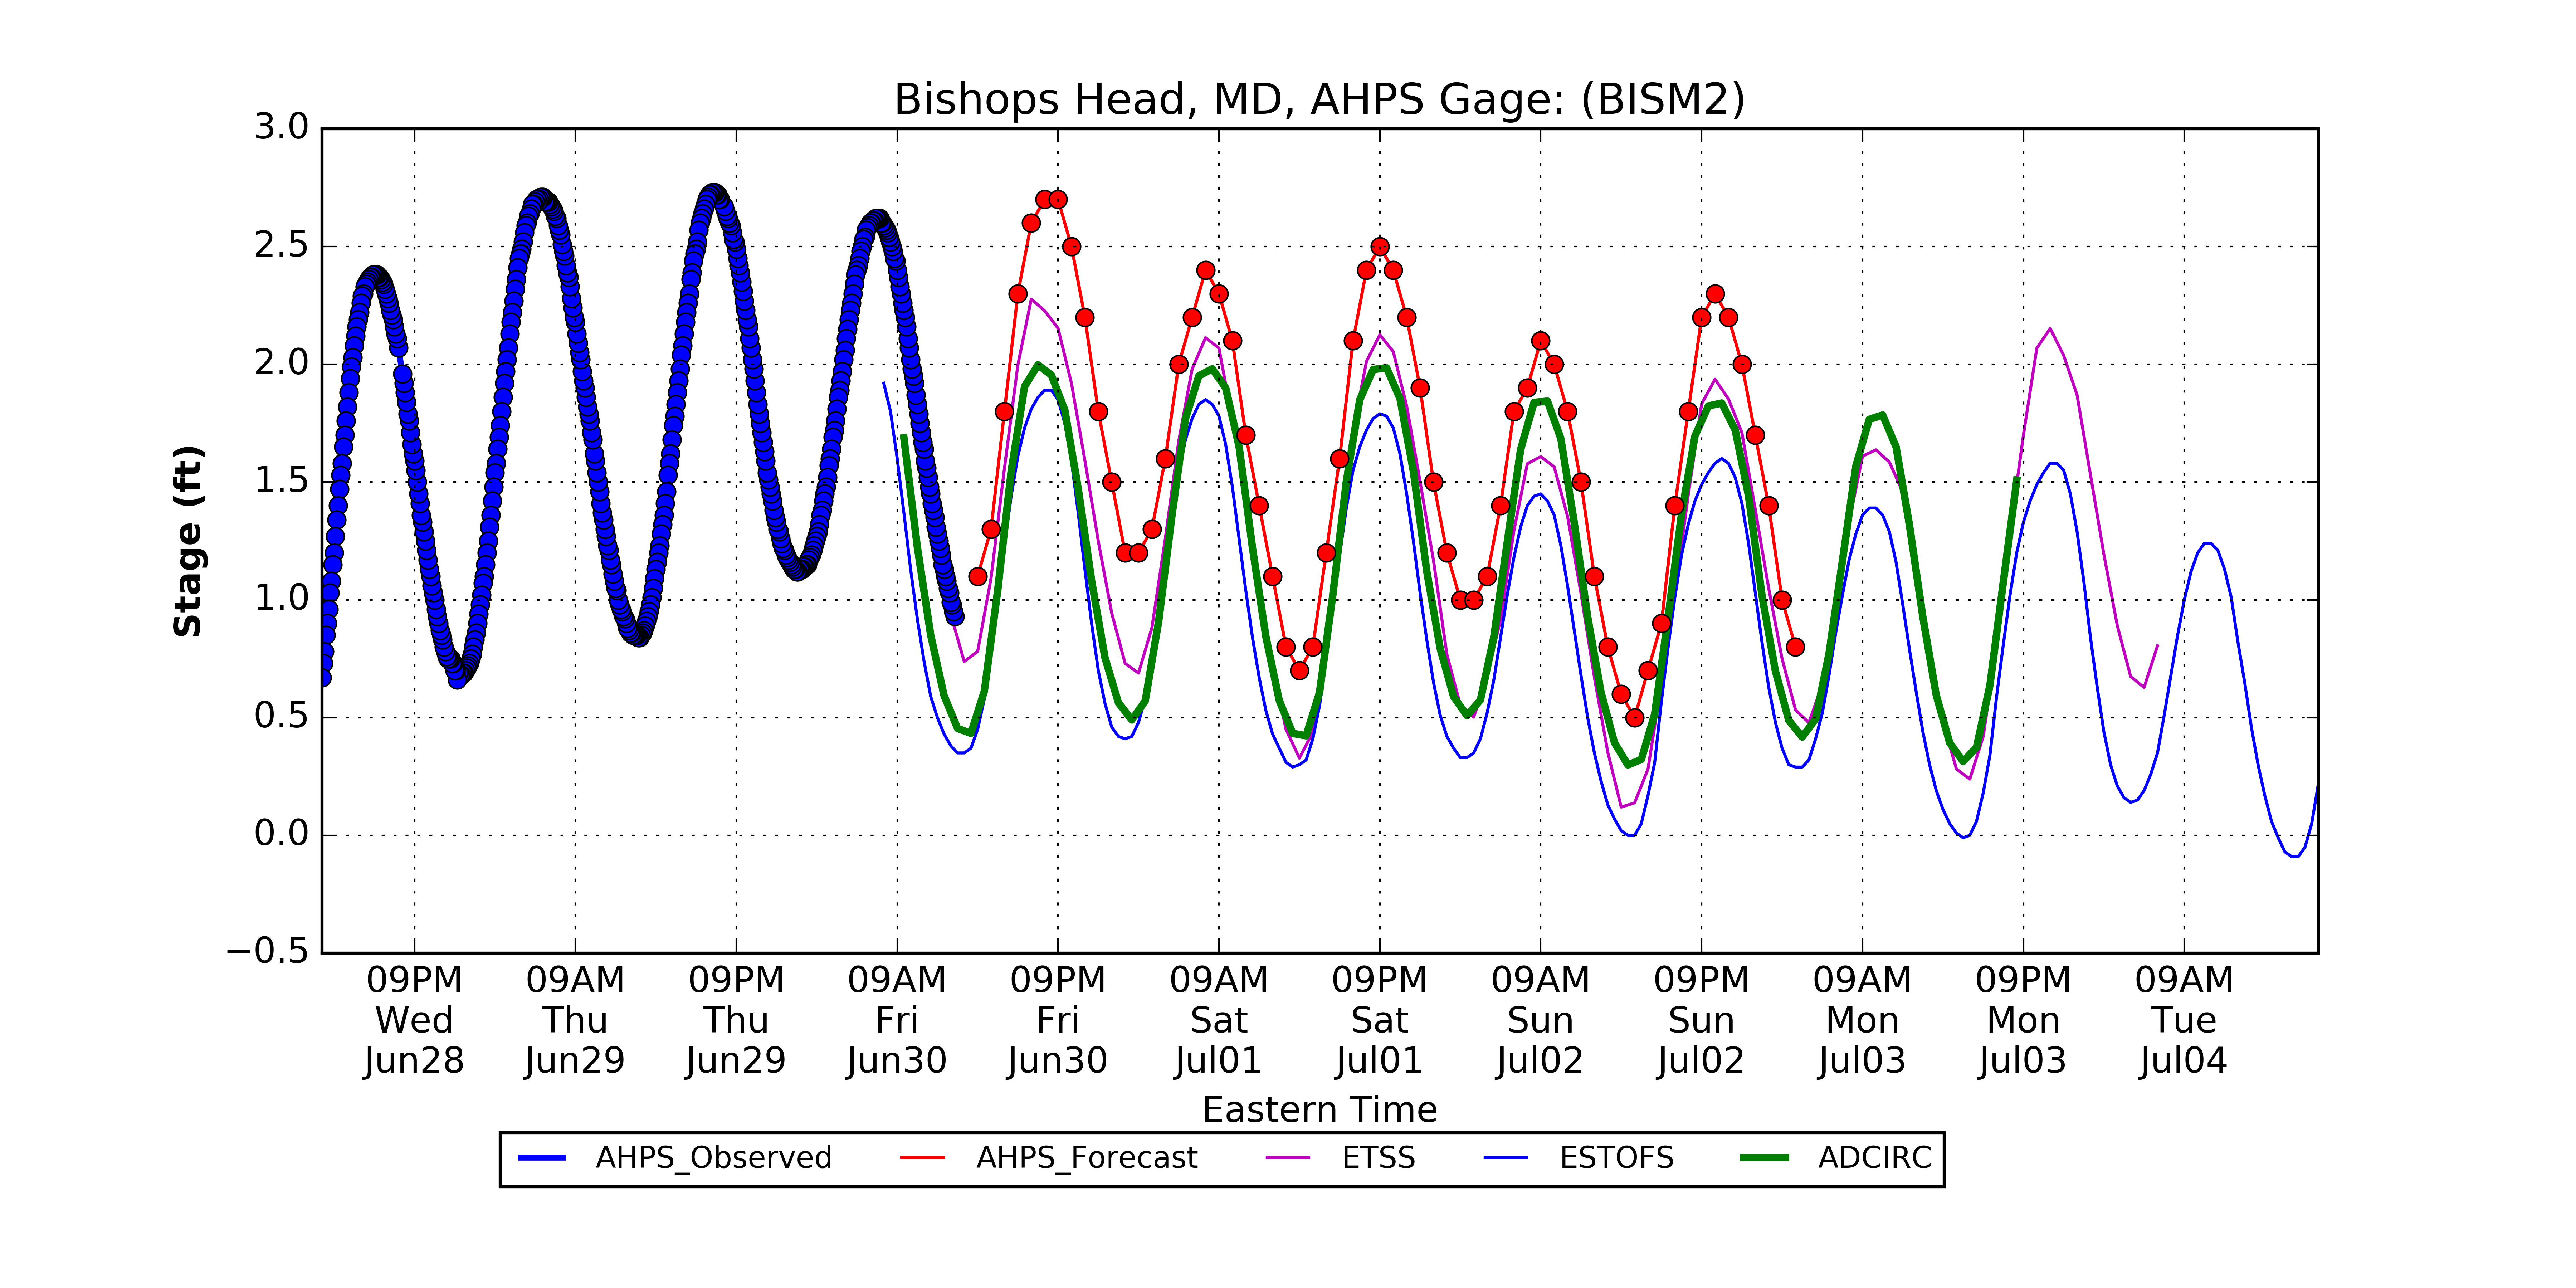 Bishops Head, MD, AHPS Gage: (BISM2)
3.0
2.5
2.0
1.5
1.0
0.5
0.0
−0.5
Stage (ft)
09PM 09AM 09PM 09AM 09PM 09AM 09PM 09AM 09PM 09AM 09PM 09AM
Wed Thu Thu Fri Fri Sat Sat Sun Sun Mon Mon Tue
Jun28 Jun29 Jun29 Jun30 Jun30 Jul01 Jul01 Jul02 Jul02 Jul03 Jul03 Jul04
Eastern Time
AHPS_Observed AHPS_Forecast ETSS ESTOFS ADCIRC